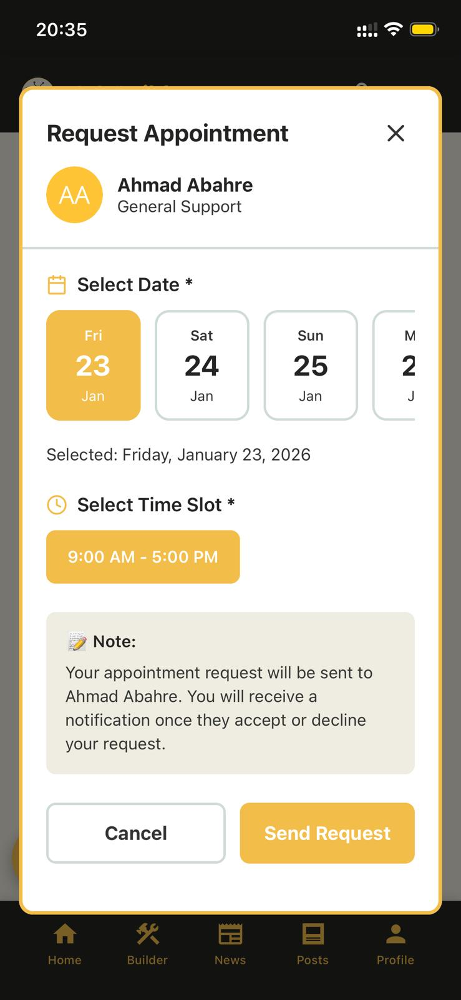 20:35
Request Appointment
AA
Ahmad Abahre
General Support
Select Date *
Fri
23
Jan
Sat
24
Jan
Sun
25
Jan
Selected: Friday, January 23, 2026
Select Time Slot *
9:00 AM - 5:00 PM
Note:
Your appointment request will be sent to
Ahmad Abahre. You will receive a
notification once they accept or decline
your request.
Cancel
Send Request
Home
Builder
News
Posts
Profile